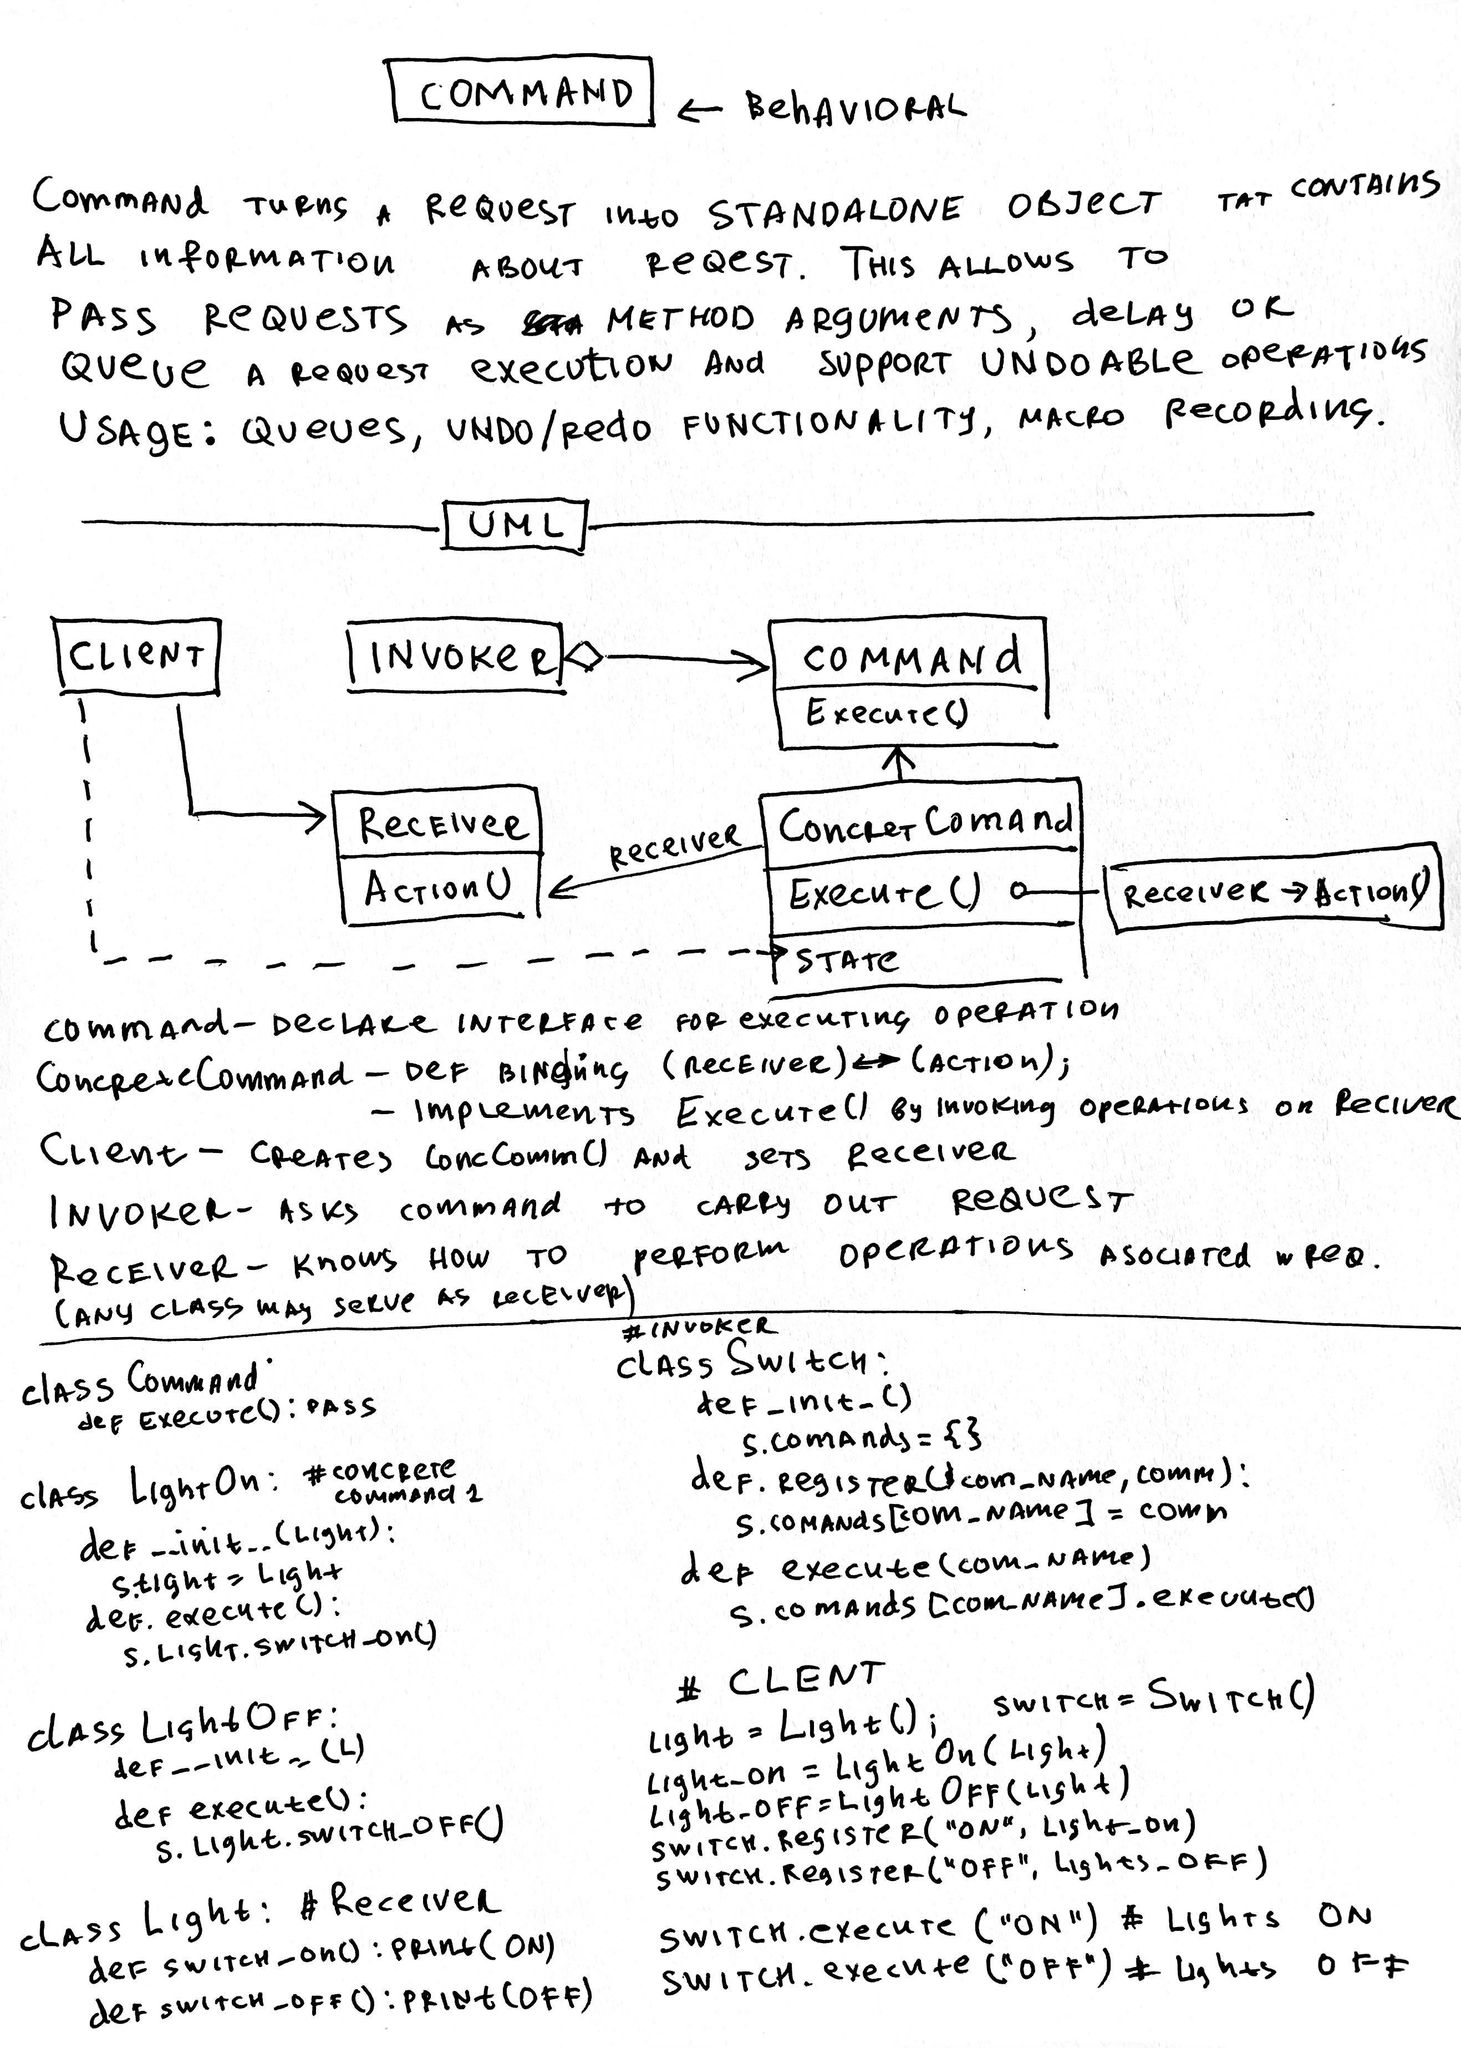 COMMAND ← BEHAVIORAL
COMMAND TURNS A REQUEST INTO STANDALONE OBJECT TAT CONTAINS
ALL INFORMATION ABOUT REQEST. THIS ALLOWS TO
PASS REQUESTS AS METHOD ARGUMENTS, DELAY OR
QUEUE A REQUEST EXECUTION AND SUPPORT UNDOABLE OPERATIONS
USAGE: QUEUES, UNDO/REDO FUNCTIONALITY, MACRO RECORDING.
UML
CLIENT INVOKER COMMAND
Execute()
RECEIVER
Action()
RECEIVER
ConcretComand
Execute()
RECEIVER → Action()
STATE
COMMAND - DECLARE INTERFACE FOR EXECUTING OPERATION
ConcreteCommand - DEF BINDING (RECEIVER) ↔ (ACTION);
- IMPLEMENTS Execute() BY INVOKING OPERATIONS ON RECIVER
Client - CREATES ConcComm() AND SETS RECEIVER
INVOKER - ASKS COMMAND TO CARRY OUT REQUEST
RECEIVER - KNOWS HOW TO PERFORM OPERATIONS ASOCIATED W REQ.
(ANY CLASS MAY SERVE AS RECEIVER)
class Command:
def Execute(): PASS
class LightOn: #concrete
command 1
def __init__(Light):
s.light = Light
def. execute():
s.Light.switch_on()
class LightOFF:
def __init__(L)
def execute():
s.Light.switch_OFF()
class Light: #Receiver
def switch_on(): print(ON)
def switch_OFF(): print(OFF)
#INVOKER
class Switch:
def _init_()
s.comands = {}
def. register(com_name, comm):
s.comands[com_name] = comm
def execute(com_name)
s.comands[com_name].execute()
# CLENT
light = Light(); switch = Switch()
light_on = LightOn(Light)
light_OFF = LightOFF(Light)
switch.register("ON", Light_on)
switch.register("OFF", Lights_OFF)
switch.execute("ON") # Lights ON
switch.execute("OFF") # Lights OFF